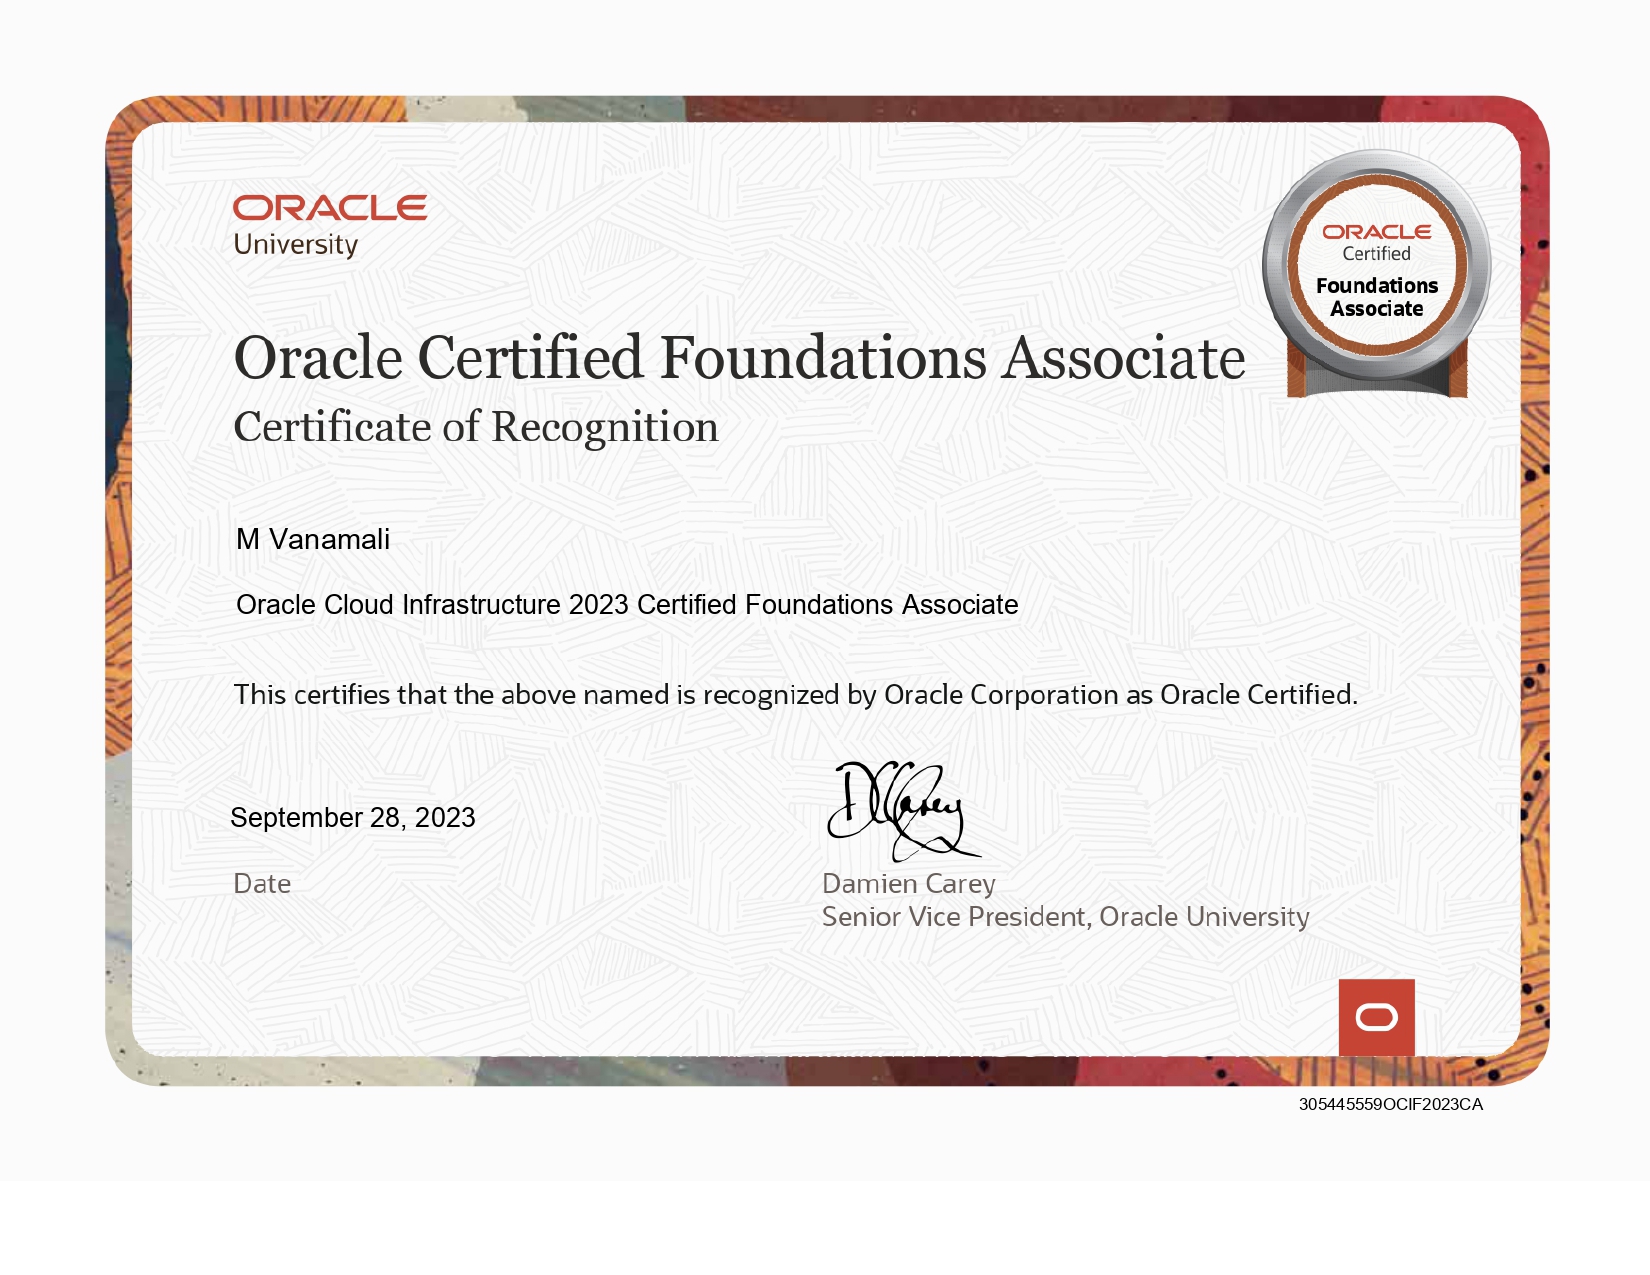 ORACLE
University
ORACLE
Certified
Foundations
Associate
Oracle Certified Foundations Associate
Certificate of Recognition
M Vanamali
Oracle Cloud Infrastructure 2023 Certified Foundations Associate
This certifies that the above named is recognized by Oracle Corporation as Oracle Certified.
DCarey
September 28, 2023
Date
Damien Carey
Senior Vice President, Oracle University
305445559OCIF2023CA